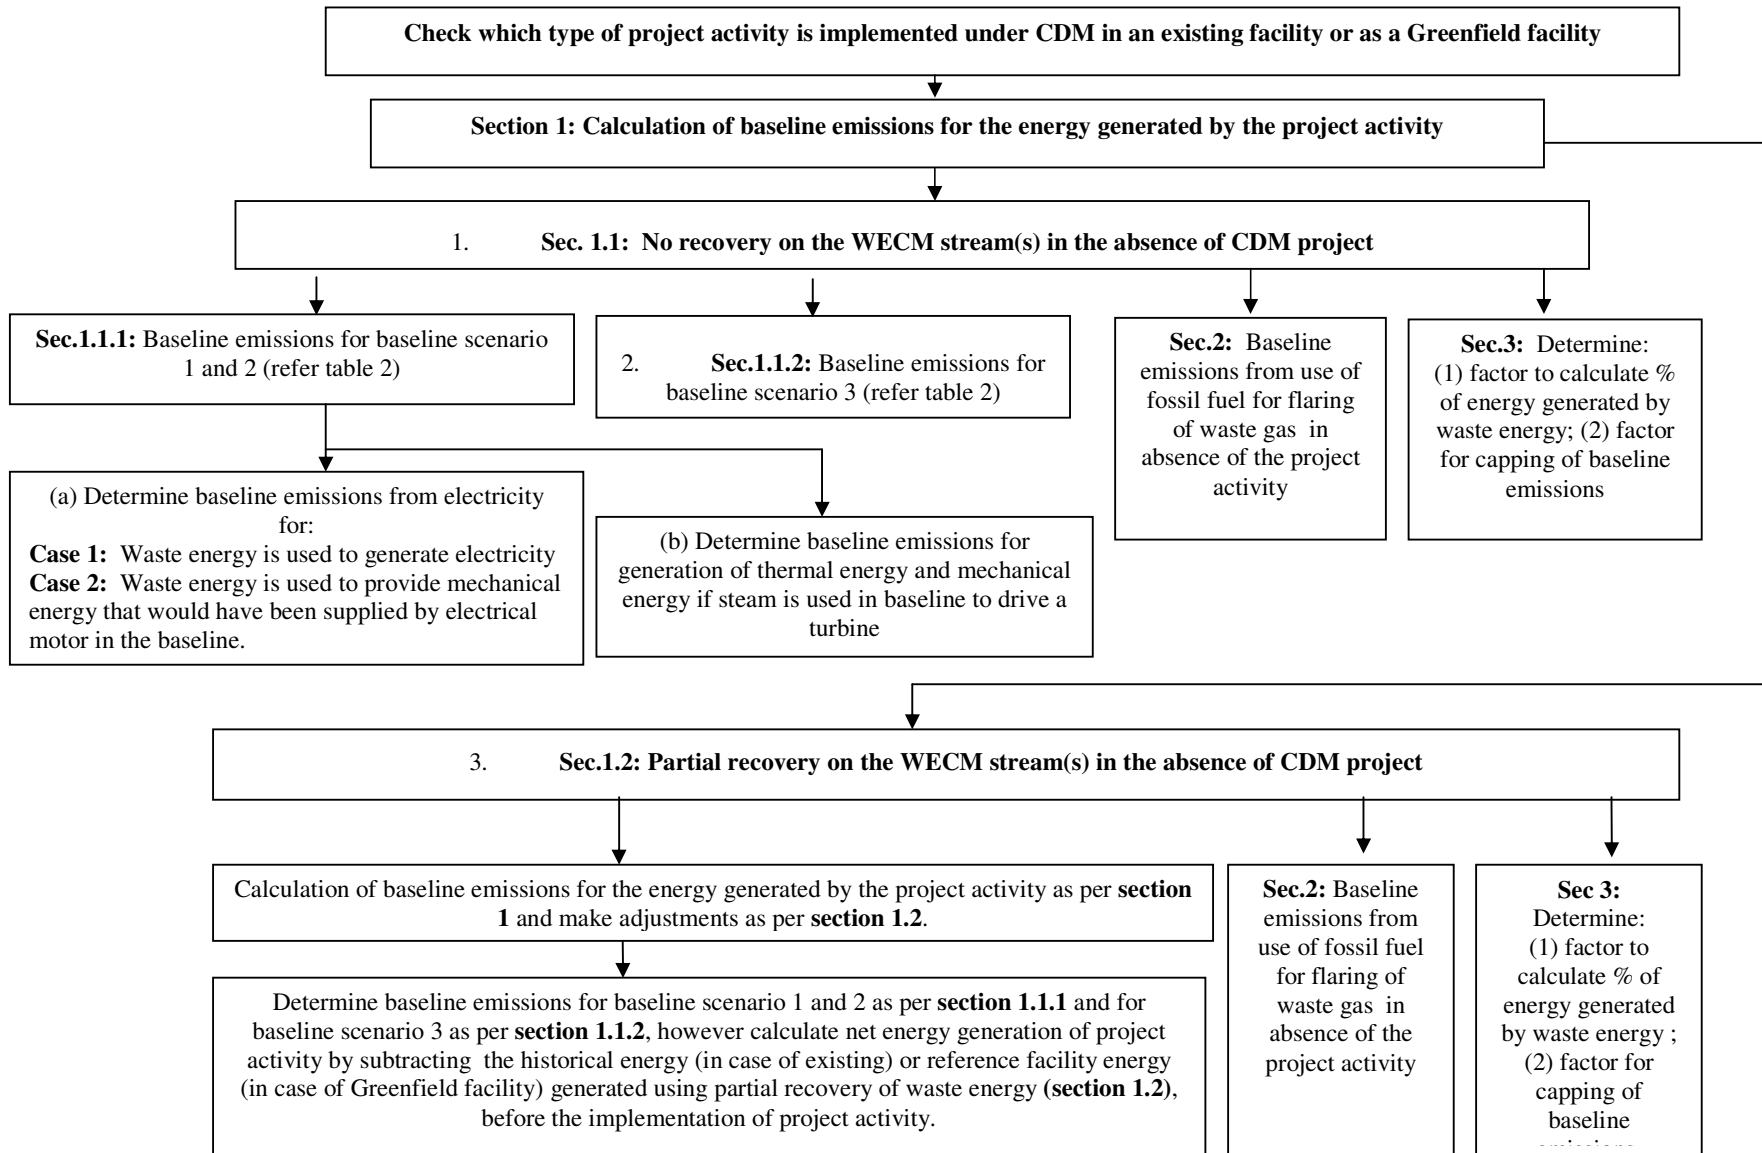 Check which type of project activity is implemented under CDM in an existing facility or as a Greenfield facility
Section 1: Calculation of baseline emissions for the energy generated by the project activity
1. Sec. 1.1: No recovery on the WECM stream(s) in the absence of CDM project
Sec.1.1.1: Baseline emissions for baseline scenario
1 and 2 (refer table 2)
2. Sec.1.1.2: Baseline emissions for
baseline scenario 3 (refer table 2)
Sec.2: Baseline
emissions from use of
fossil fuel for flaring
of waste gas in
absence of the project
activity
Sec.3: Determine:
(1) factor to calculate %
of energy generated by
waste energy; (2) factor
for capping of baseline
emissions
(a) Determine baseline emissions from electricity
for:
Case 1: Waste energy is used to generate electricity
Case 2: Waste energy is used to provide mechanical
energy that would have been supplied by electrical
motor in the baseline.
(b) Determine baseline emissions for
generation of thermal energy and mechanical
energy if steam is used in baseline to drive a
turbine
3. Sec.1.2: Partial recovery on the WECM stream(s) in the absence of CDM project
Calculation of baseline emissions for the energy generated by the project activity as per section
1 and make adjustments as per section 1.2.
Determine baseline emissions for baseline scenario 1 and 2 as per section 1.1.1 and for
baseline scenario 3 as per section 1.1.2, however calculate net energy generation of project
activity by subtracting the historical energy (in case of existing) or reference facility energy
(in case of Greenfield facility) generated using partial recovery of waste energy (section 1.2),
before the implementation of project activity.
Sec.2: Baseline
emissions from
use of fossil fuel
for flaring of
waste gas in
absence of the
project activity
Sec 3:
Determine:
(1) factor to
calculate % of
energy generated
by waste energy ;
(2) factor for
capping of
baseline